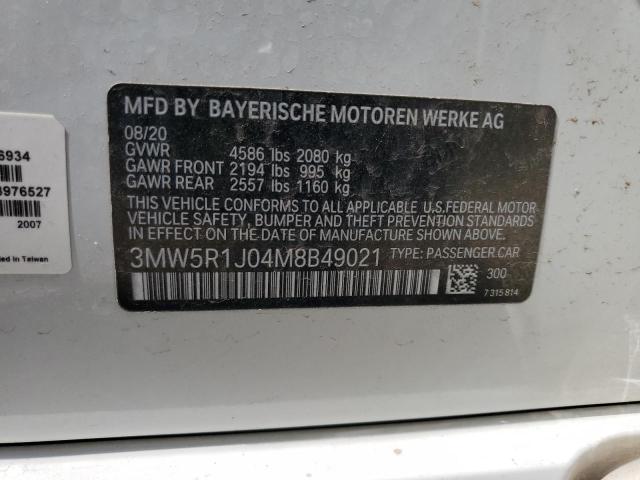 MFD BY BAYERISCHE MOTOREN WERKE AG
08/20
GVWR 4586 lbs 2080 kg
GAWR FRONT 2194 lbs 995 kg
GAWR REAR 2557 lbs 1160 kg
THIS VEHICLE CONFORMS TO ALL APPLICABLE U.S.FEDERAL MOTOR
VEHICLE SAFETY, BUMPER AND THEFT PREVENTION STANDARDS
IN EFFECT ON THE DATE OF MANUFACTURE SHOWN ABOVE.
3MW5R1J04M8B49021 TYPE: PASSENGER CAR
300
7 315 814
6934
976527
2007
in Taiwan